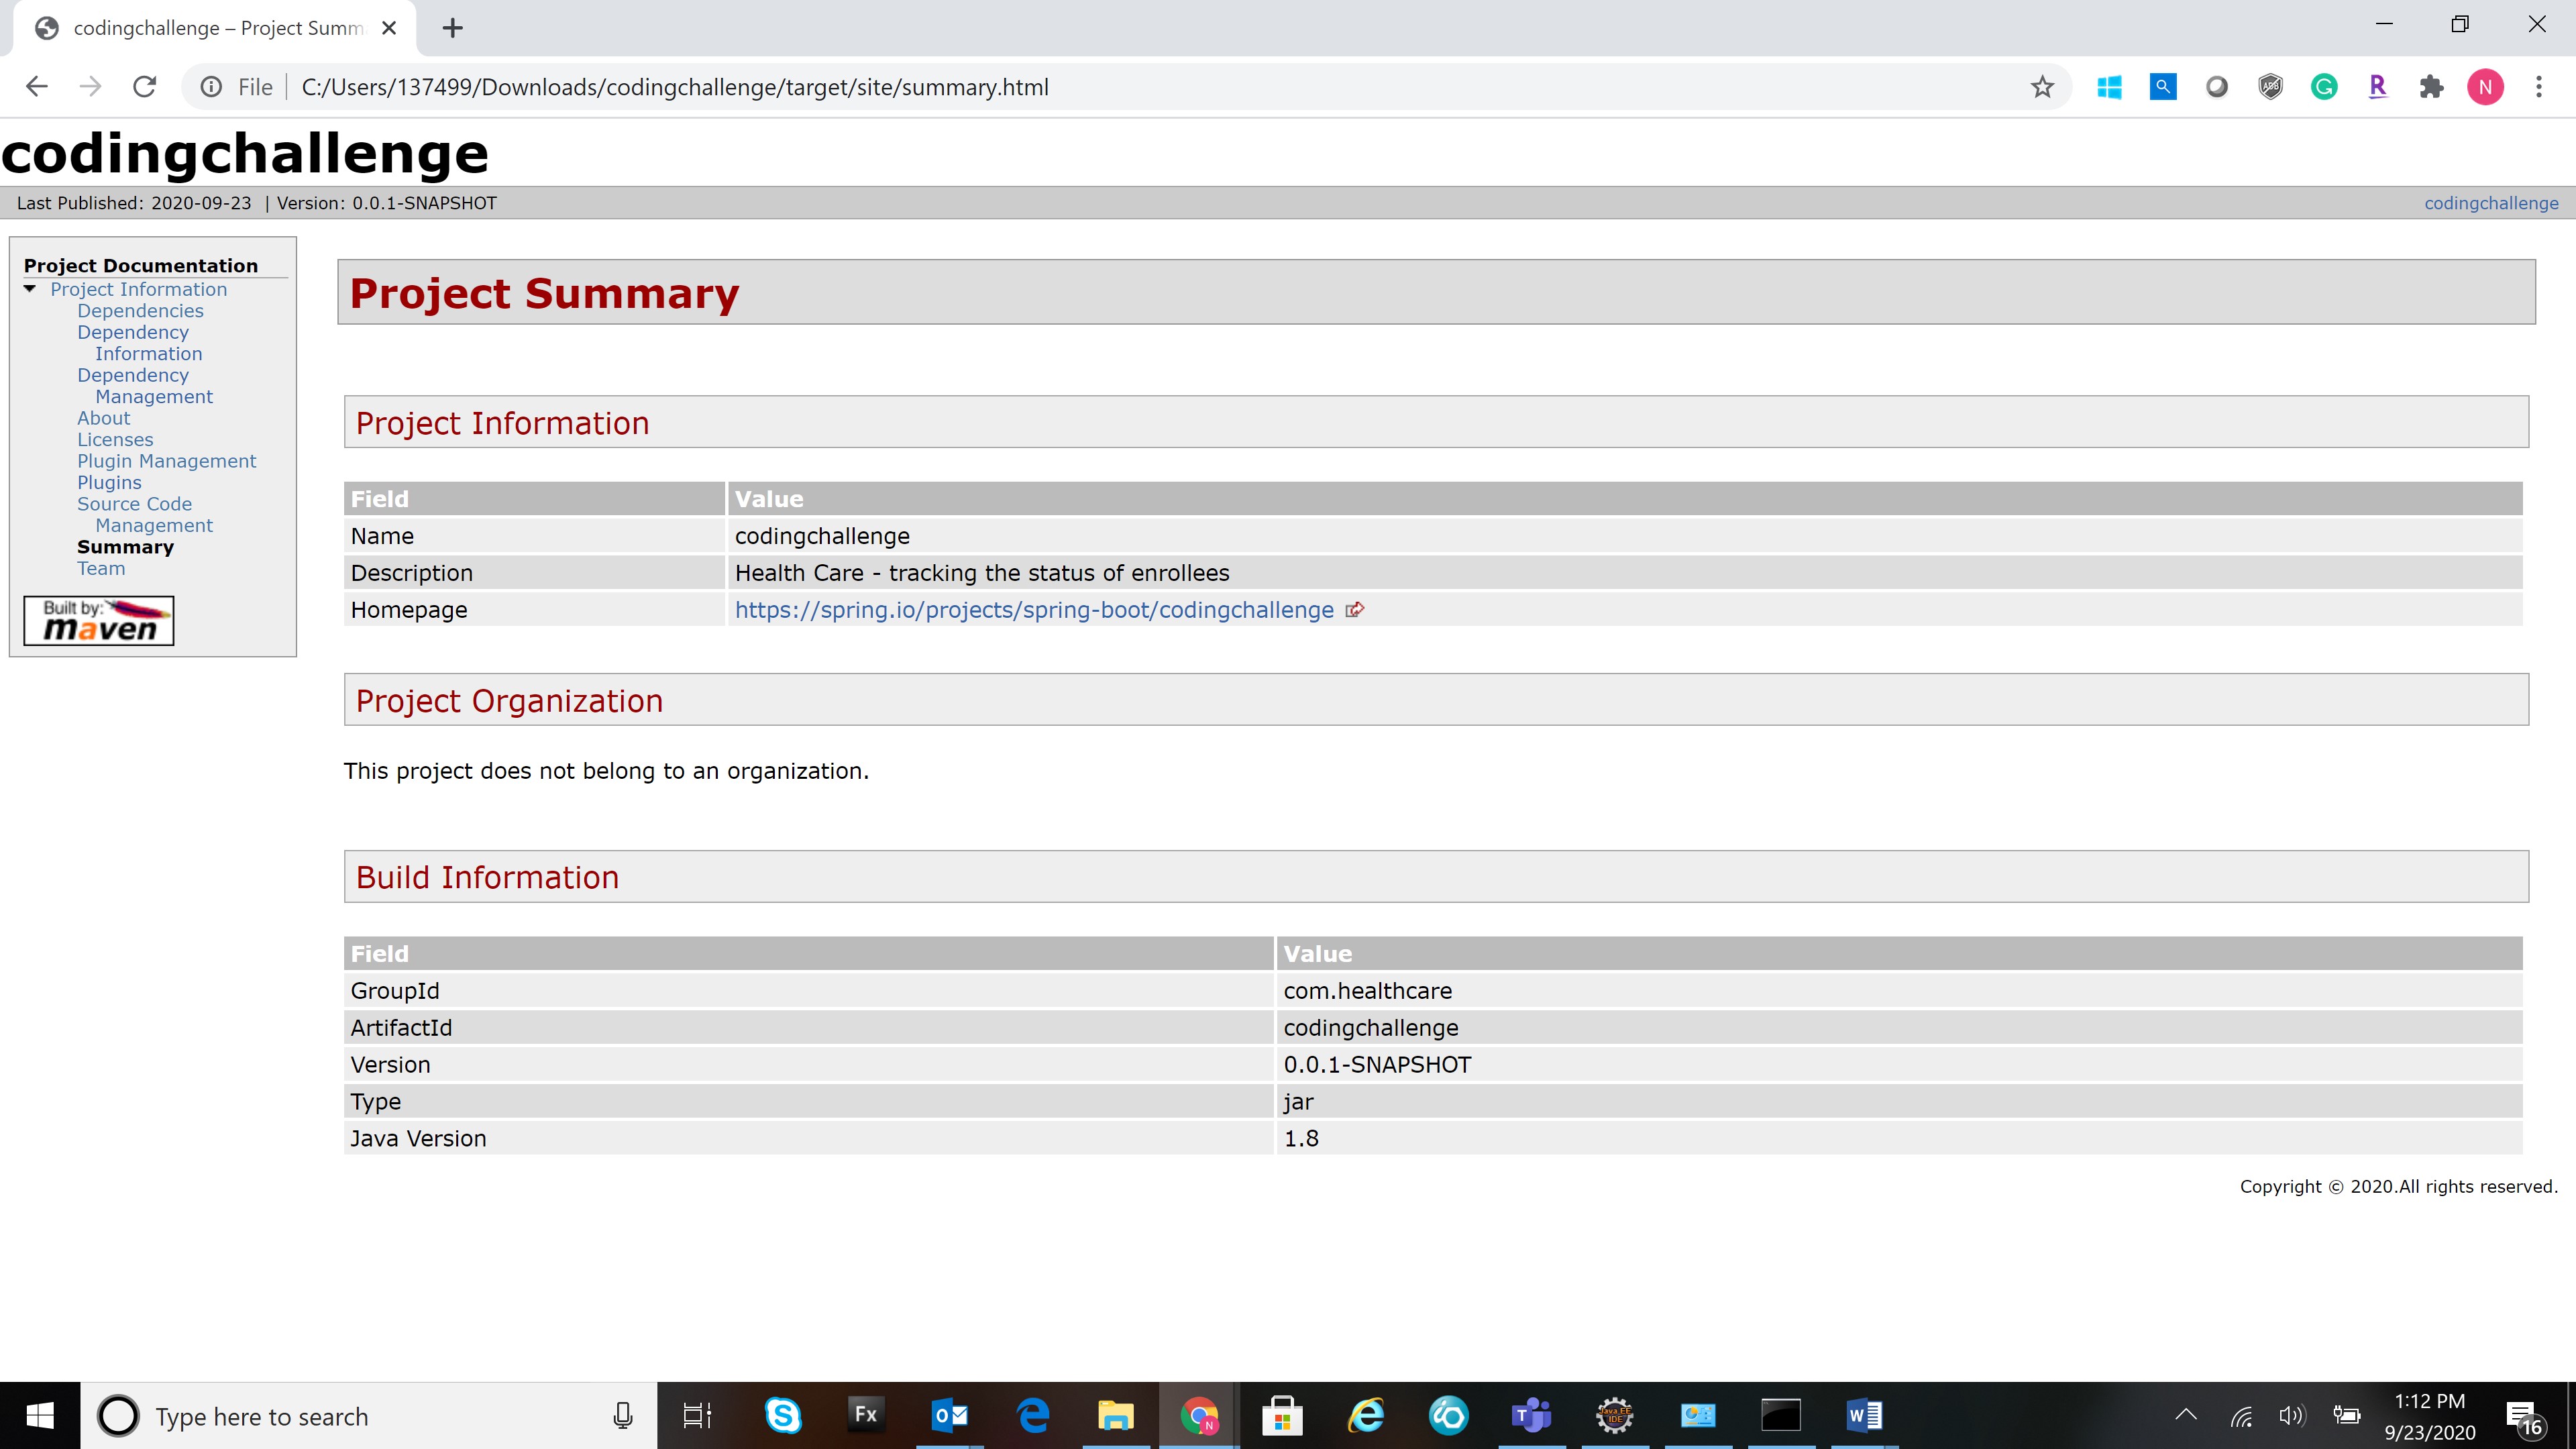 codingchallenge – Project Summ
File
C:/Users/137499/Downloads/codingchallenge/target/site/summary.html
ABP
G
R
N
codingchallenge
Last Published: 2020-09-23 | Version: 0.0.1-SNAPSHOT
codingchallenge
Project Documentation
Project Information
Dependencies
Dependency
Information
Dependency
Management
About
Licenses
Plugin Management
Plugins
Source Code
Management
Summary
Team
Built by:
maven
Project Summary
Project Information
Field Value
Name codingchallenge
Description Health Care - tracking the status of enrollees
Homepage https://spring.io/projects/spring-boot/codingchallenge
Project Organization
This project does not belong to an organization.
Build Information
Field Value
GroupId com.healthcare
ArtifactId codingchallenge
Version 0.0.1-SNAPSHOT
Type jar
Java Version 1.8
Copyright © 2020.All rights reserved.
Type here to search
Fx
N
Java EE
IDE
1:12 PM
9/23/2020
16